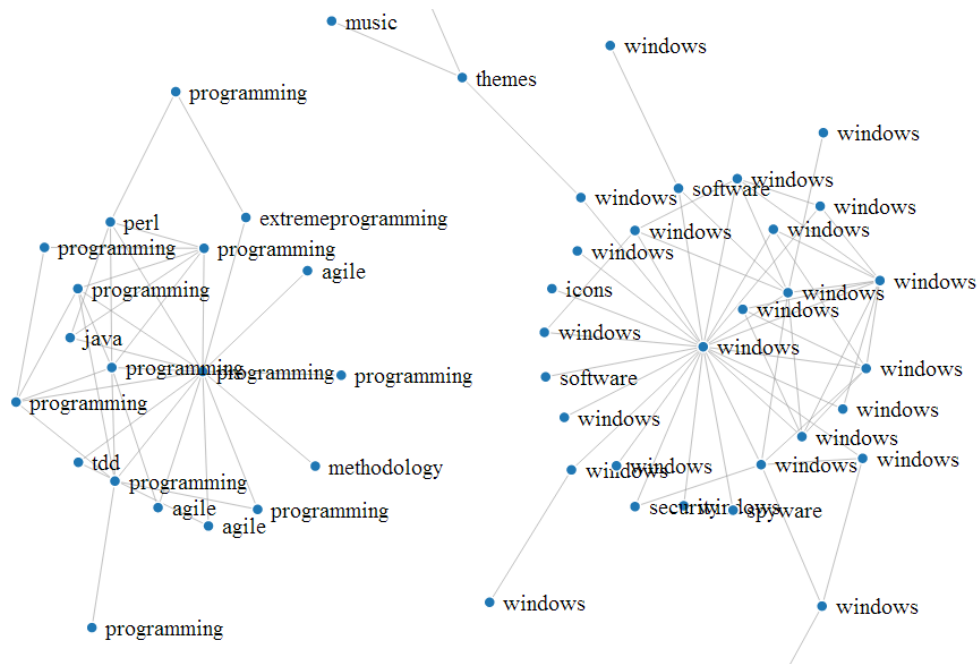 music
windows
themes
programming
windows
windows
software
windows
windows
perl
extremeprogramming
windows
windows
programming
programming
windows
agile
windows
programming
icons
windows
windows
java
windows
windows
programming
programming
programming
software
windows
programming
windows
windows
windows
tdd
methodology
windows
windows
windows
windows
programming
agile
programming
security
windows
spyware
agile
windows
windows
programming